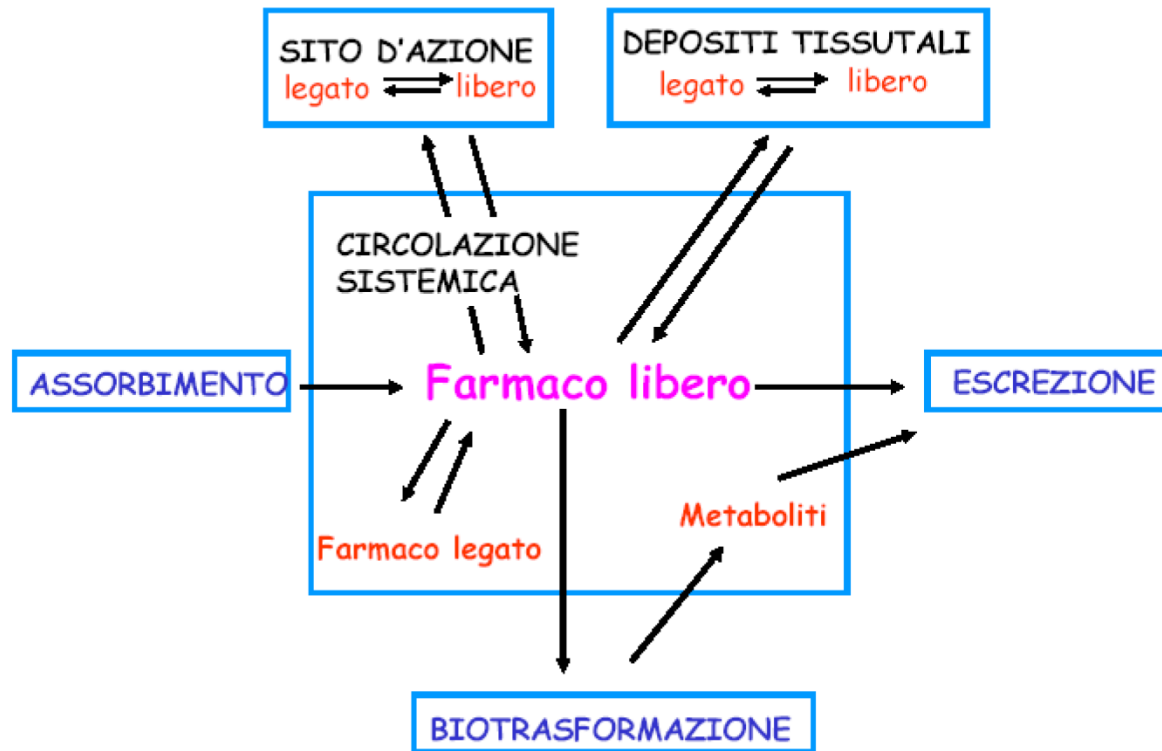 SITO D'AZIONE
legato libero
DEPOSITI TISSUTALI
legato libero
CIRCOLAZIONE
SISTEMICA
ASSORBIMENTO
Farmaco libero
ESCREZIONE
Metaboliti
Farmaco legato
BIOTRASFORMAZIONE